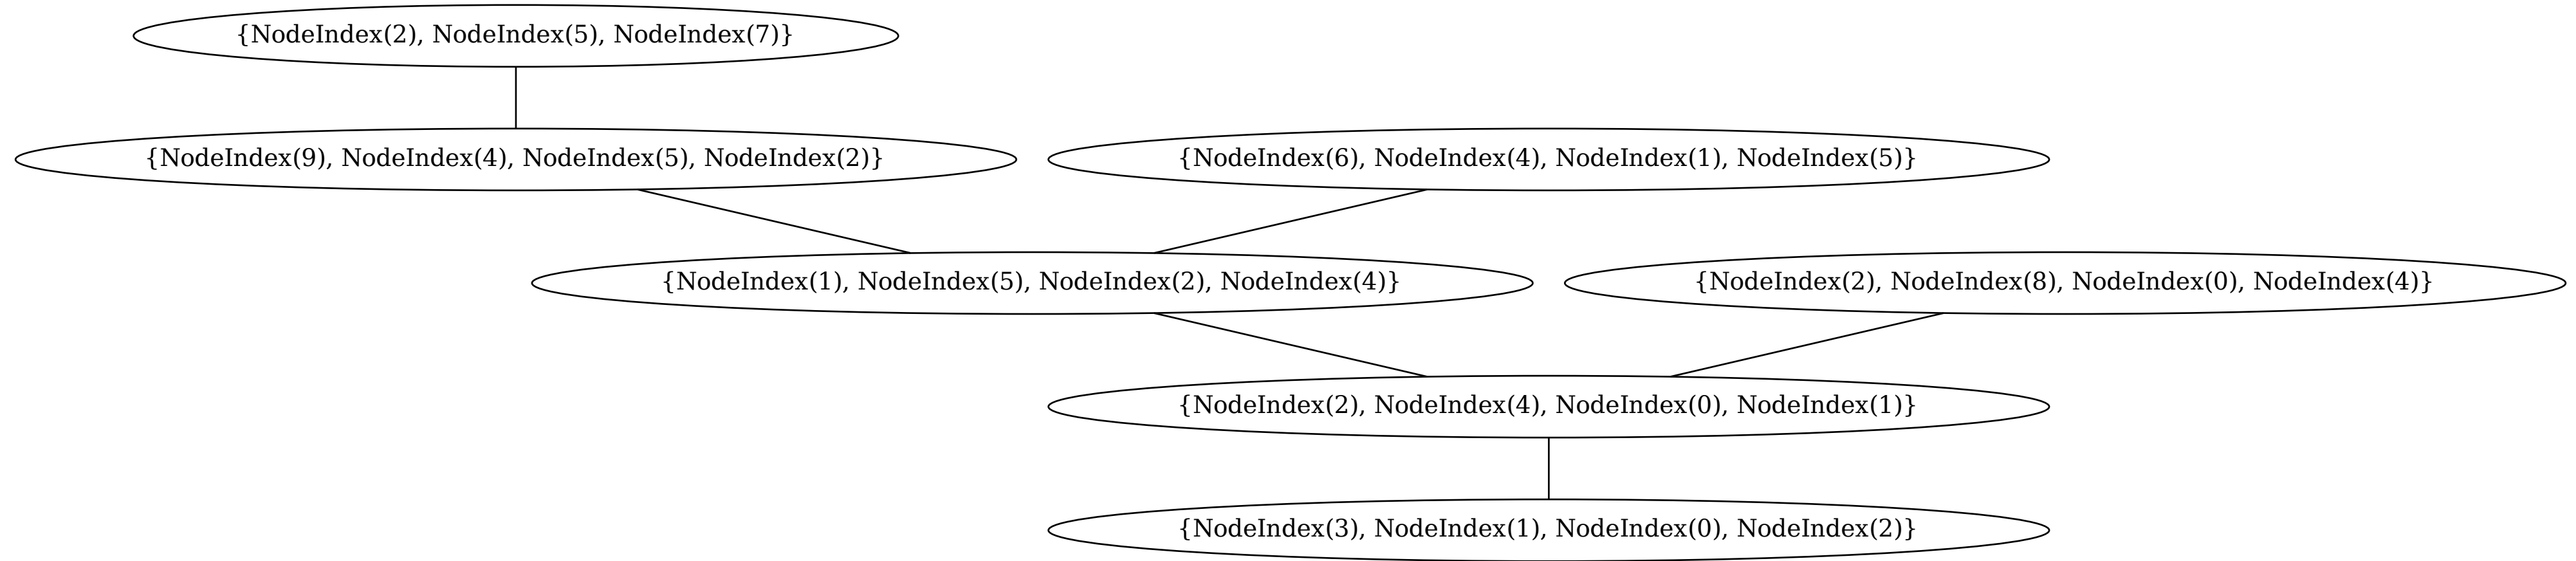 {NodeIndex(2), NodeIndex(5), NodeIndex(7)}
{NodeIndex(9), NodeIndex(4), NodeIndex(5), NodeIndex(2)}
{NodeIndex(6), NodeIndex(4), NodeIndex(1), NodeIndex(5)}
{NodeIndex(1), NodeIndex(5), NodeIndex(2), NodeIndex(4)}
{NodeIndex(2), NodeIndex(8), NodeIndex(0), NodeIndex(4)}
{NodeIndex(2), NodeIndex(4), NodeIndex(0), NodeIndex(1)}
{NodeIndex(3), NodeIndex(1), NodeIndex(0), NodeIndex(2)}